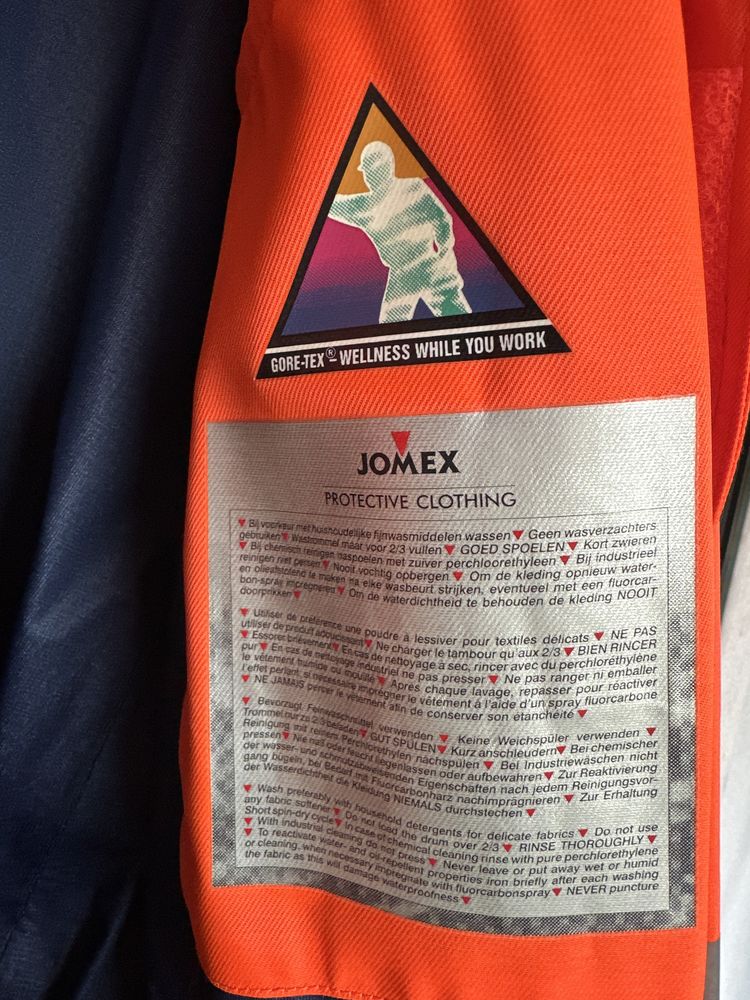 GORE-TEX® - WELLNESS WHILE YOU WORK
JOMEX
PROTECTIVE CLOTHING
▼ Bij voorkeur met huishoudelijke fijnwasmiddelen wassen ▼ Geen wasverzachters
gebruiken ▼ Wastrommel maar voor 2/3 vullen ▼ GOED SPOELEN ▼ Kort zwieren
▼ Bij chemisch reinigen naspoelen met zuiver perchloorethyleen ▼ Bij industrieel
reinigen niet persen ▼ Nooit vochtig opbergen ▼ Om de kleding opnieuw water-
en olieafstotend te maken na elke wasbeurt strijken, eventueel met een fluorcar-
bon-spray impregneren ▼ Om de waterdichtheid te behouden de kleding NOOIT
doorprikken ▼
▼ Utiliser de préférence une poudre à lessiver pour textiles délicats ▼ NE PAS
utiliser de produit adoucissant ▼ Ne charger le tambour qu'aux 2/3 ▼ BIEN RINCER
▼ Essorer brièvement ▼ En cas de nettoyage à sec, rincer avec du perchloréthylène
pur ▼ En cas de nettoyage industriel ne pas presser ▼ Ne pas ranger ni emballer
le vêtement humide ou mouillé ▼ Après chaque lavage, repasser pour réactiver
l'effet perlant, si necessaire imprégner le vêtement à l'aide d'un spray fluorcarbone
▼ NE JAMAIS percer le vêtement afin de conserver son étanchéité ▼
▼ Bevorzugt Feinwaschmittel verwenden ▼ Keine Weichspüler verwenden ▼
Trommel nur zu 2/3 beladen ▼ GUT SPÜLEN ▼ Kurz anschleudern ▼ Bei chemischer
Reinigung mit reinem Perchlorethylen nachspülen ▼ Bei Industriewäschen nicht
pressen ▼ Nie naß oder feucht liegenlassen oder aufbewahren ▼ Zur Reaktivierung
der wasser- und schmutzabweisenden Eigenschaften nach jedem Reinigungsvor-
gang bügeln, bei Bedarf mit Fluorcarbonharz nachimprägnieren ▼ Zur Erhaltung
der Wasserdichtheit die Kleidung NIEMALS durchstechen ▼
▼ Wash preferably with household detergents for delicate fabrics ▼ Do not use
any fabric softener ▼ Do not load the drum over 2/3 ▼ RINSE THOROUGHLY ▼
Short spin-dry cycle ▼ In case of chemical cleaning rinse with pure perchlorethylene
▼ With industrial cleaning do not press ▼ Never leave or put away wet or humid
▼ To reactivate water- and oil-repellent properties iron briefly after each washing
or cleaning, when necessary impregnate with fluorcarbonspray ▼ NEVER puncture
the fabric as this will damage waterproofness ▼